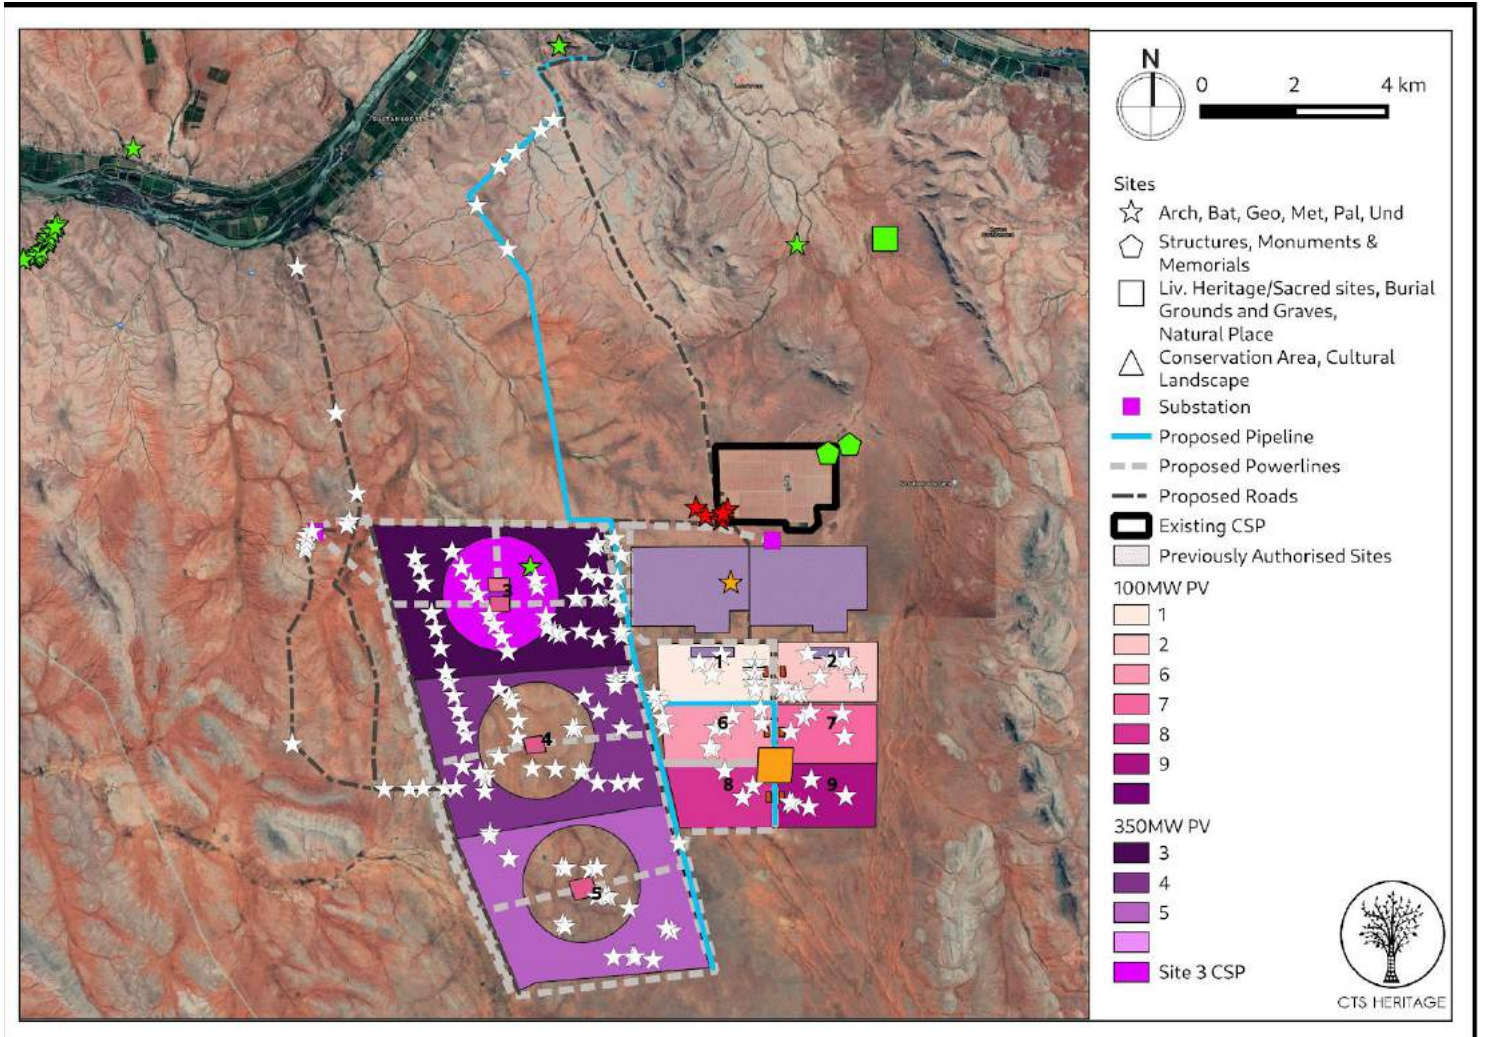 N
0 2 4 km
Sites
Arch, Bat, Geo, Met, Pal, Und
Structures, Monuments &
Memorials
Liv. Heritage/Sacred sites, Burial
Grounds and Graves,
Natural Place
Conservation Area, Cultural
Landscape
Substation
Proposed Pipeline
Proposed Powerlines
Proposed Roads
Existing CSP
Previously Authorised Sites
100MW PV
1
2
6
7
8
9
350MW PV
3
4
5
Site 3 CSP
CTS HERITAGE
3
1
2
4
6
7
8
9
5